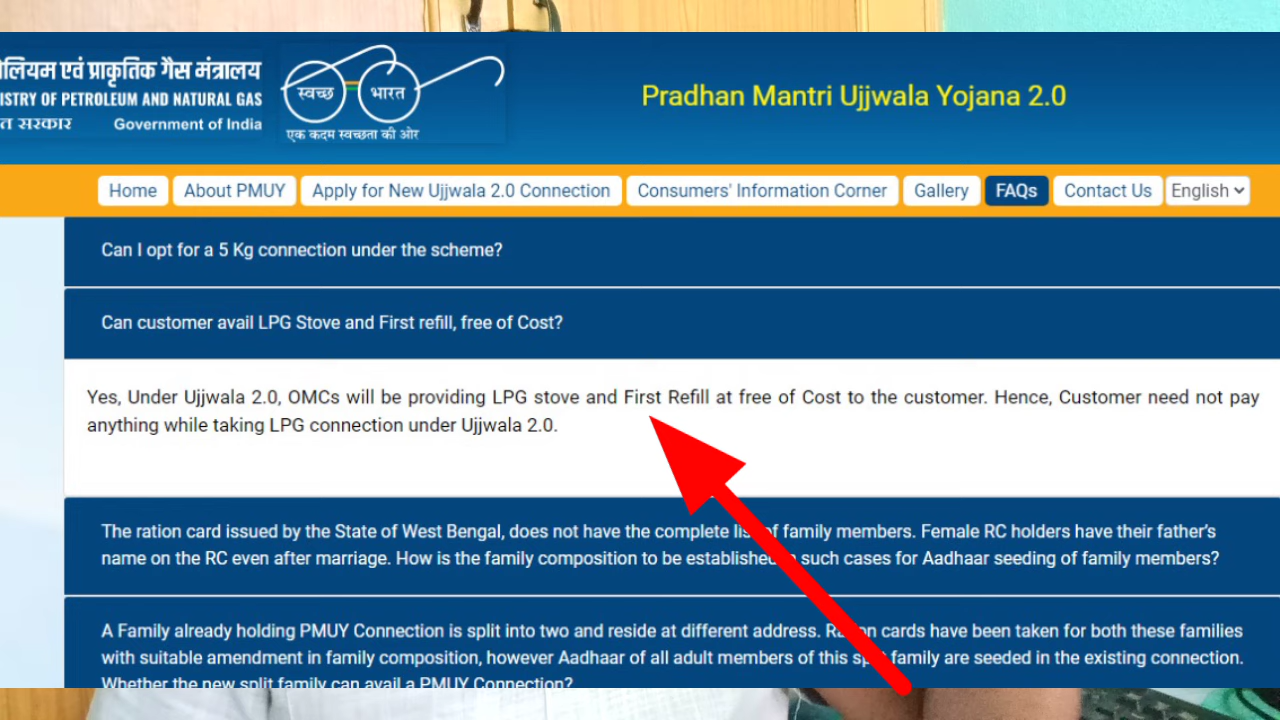 प्राकृतिक गैस मंत्रालय
OF PETROLEUM AND NATURAL GAS
सरकार Government of India
स्वच्छ भारत
एक कदम स्वच्छता की ओर
Pradhan Mantri Ujjwala Yojana 2.0
Home About PMUY Apply for New Ujjwala 2.0 Connection Consumers' Information Corner Gallery FAQs Contact Us English
Can I opt for a 5 Kg connection under the scheme?
Can customer avail LPG Stove and First refill, free of Cost?
Yes, Under Ujjwala 2.0, OMCs will be providing LPG stove and First Refill at free of Cost to the customer. Hence, Customer need not pay
anything while taking LPG connection under Ujjwala 2.0.
The ration card issued by the State of West Bengal, does not have the complete of family members. Female RC holders have their father's
name on the RC even after marriage. How is the family composition to be established such cases for Aadhaar seeding of family members?
A Family already holding PMUY Connection is split into two and reside at different address. cards have been taken for both these families
with suitable amendment in family composition, however Aadhaar of all adult members of this family are seeded in the existing connection.
Whether the new split family can avail a PMUY Connection?